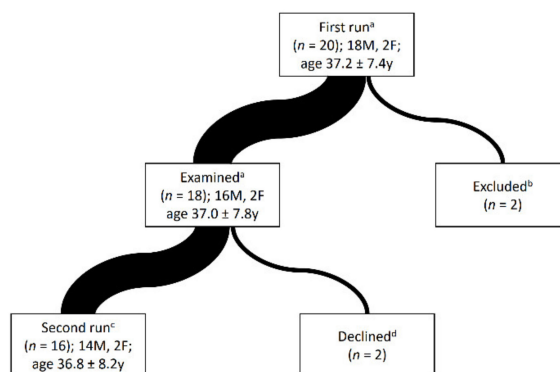 First runᵃ
(n = 20); 18M, 2F;
age 37.2 ± 7.4y
Examinedᵃ
(n = 18); 16M, 2F
age 37.0 ± 7.8y
Excludedᵇ
(n = 2)
Second runᶜ
(n = 16); 14M, 2F;
age 36.8 ± 8.2y
Declinedᵈ
(n = 2)